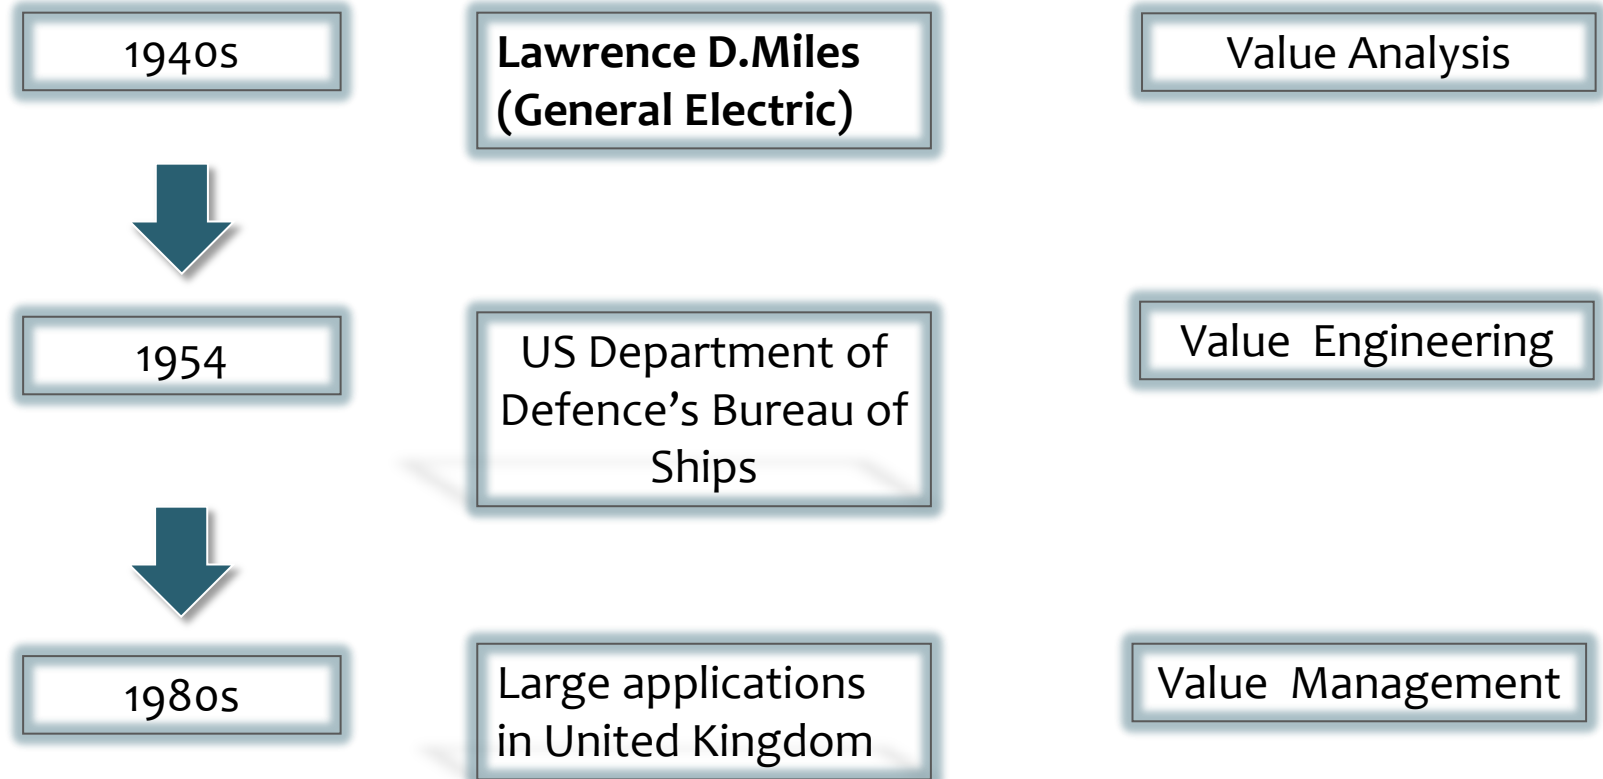 1940s
Lawrence D.Miles
(General Electric)
Value Analysis
1954
US Department of
Defence’s Bureau of
Ships
Value  Engineering
1980s
Large applications
in United Kingdom
Value  Management